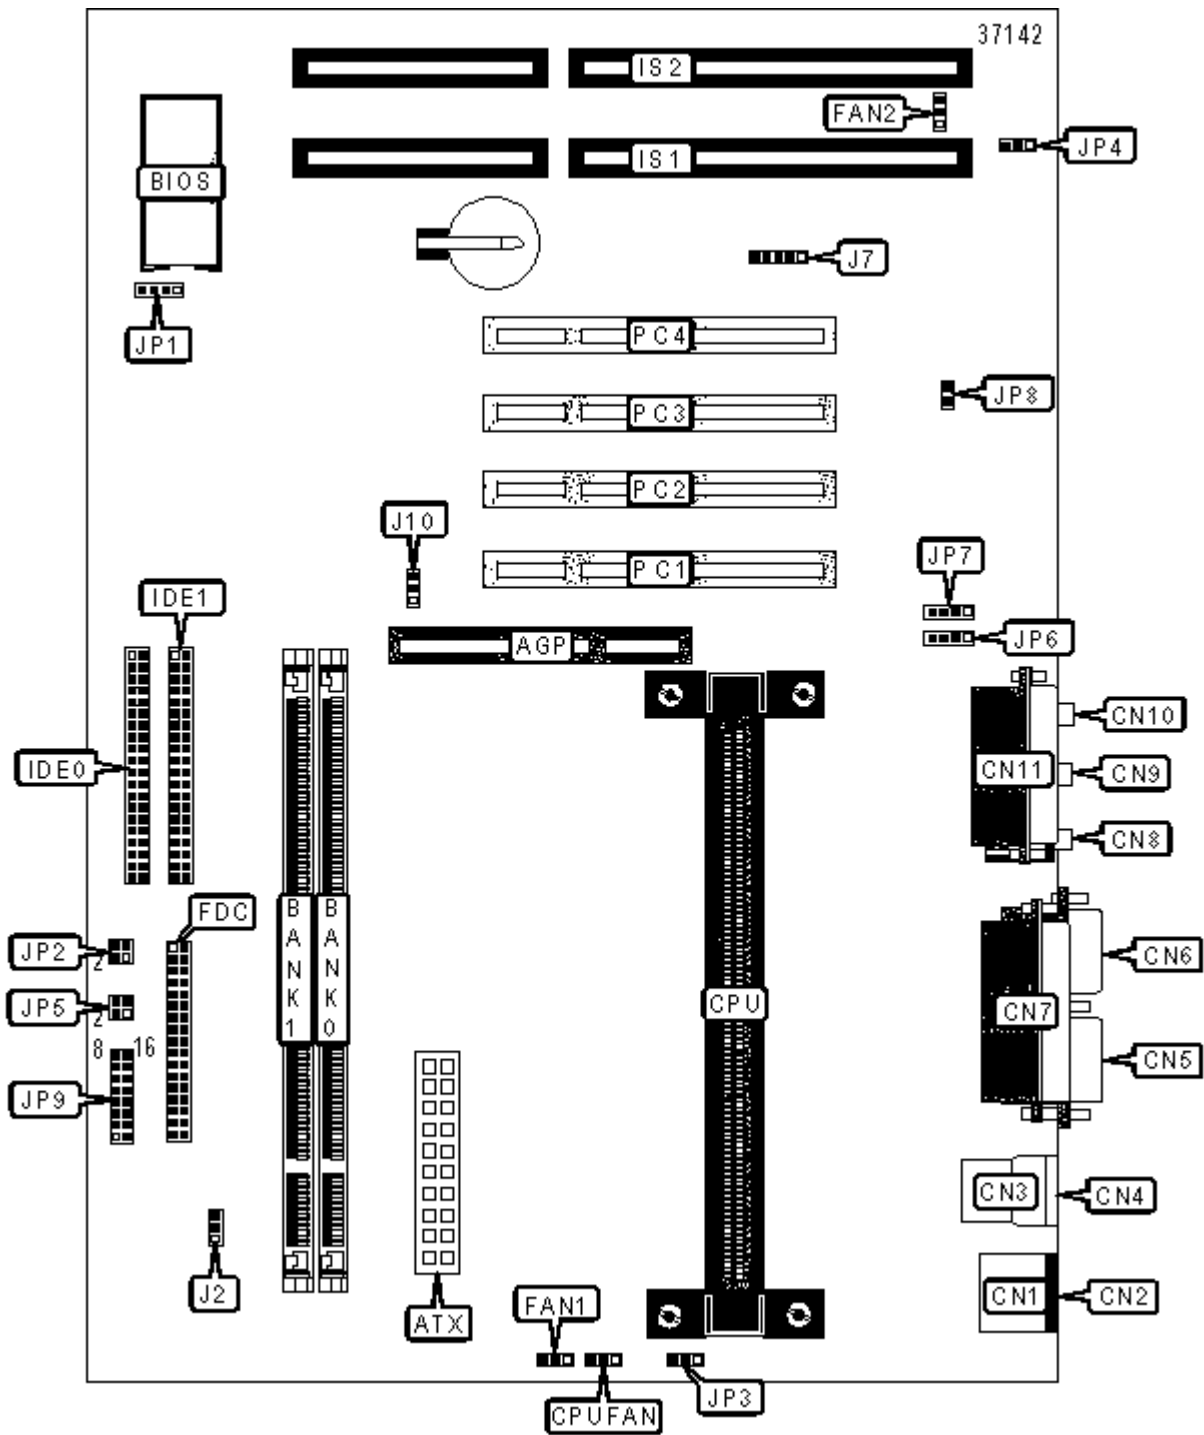 37142
IS2
FAN2
JP4
IS1
BIOS
J7
JP1
PC4
JP8
PC3
PC2
J10
PC1
JP7
IDE1
JP6
AGP
CN10
CN11
CN9
IDE0
CN8
FDC
BANK1
BANK0
JP2
2
CN6
CPU
CN7
JP5
2
8
16
CN5
JP9
CN3
CN4
J2
CN1
CN2
FAN1
ATX
JP3
CPUFAN